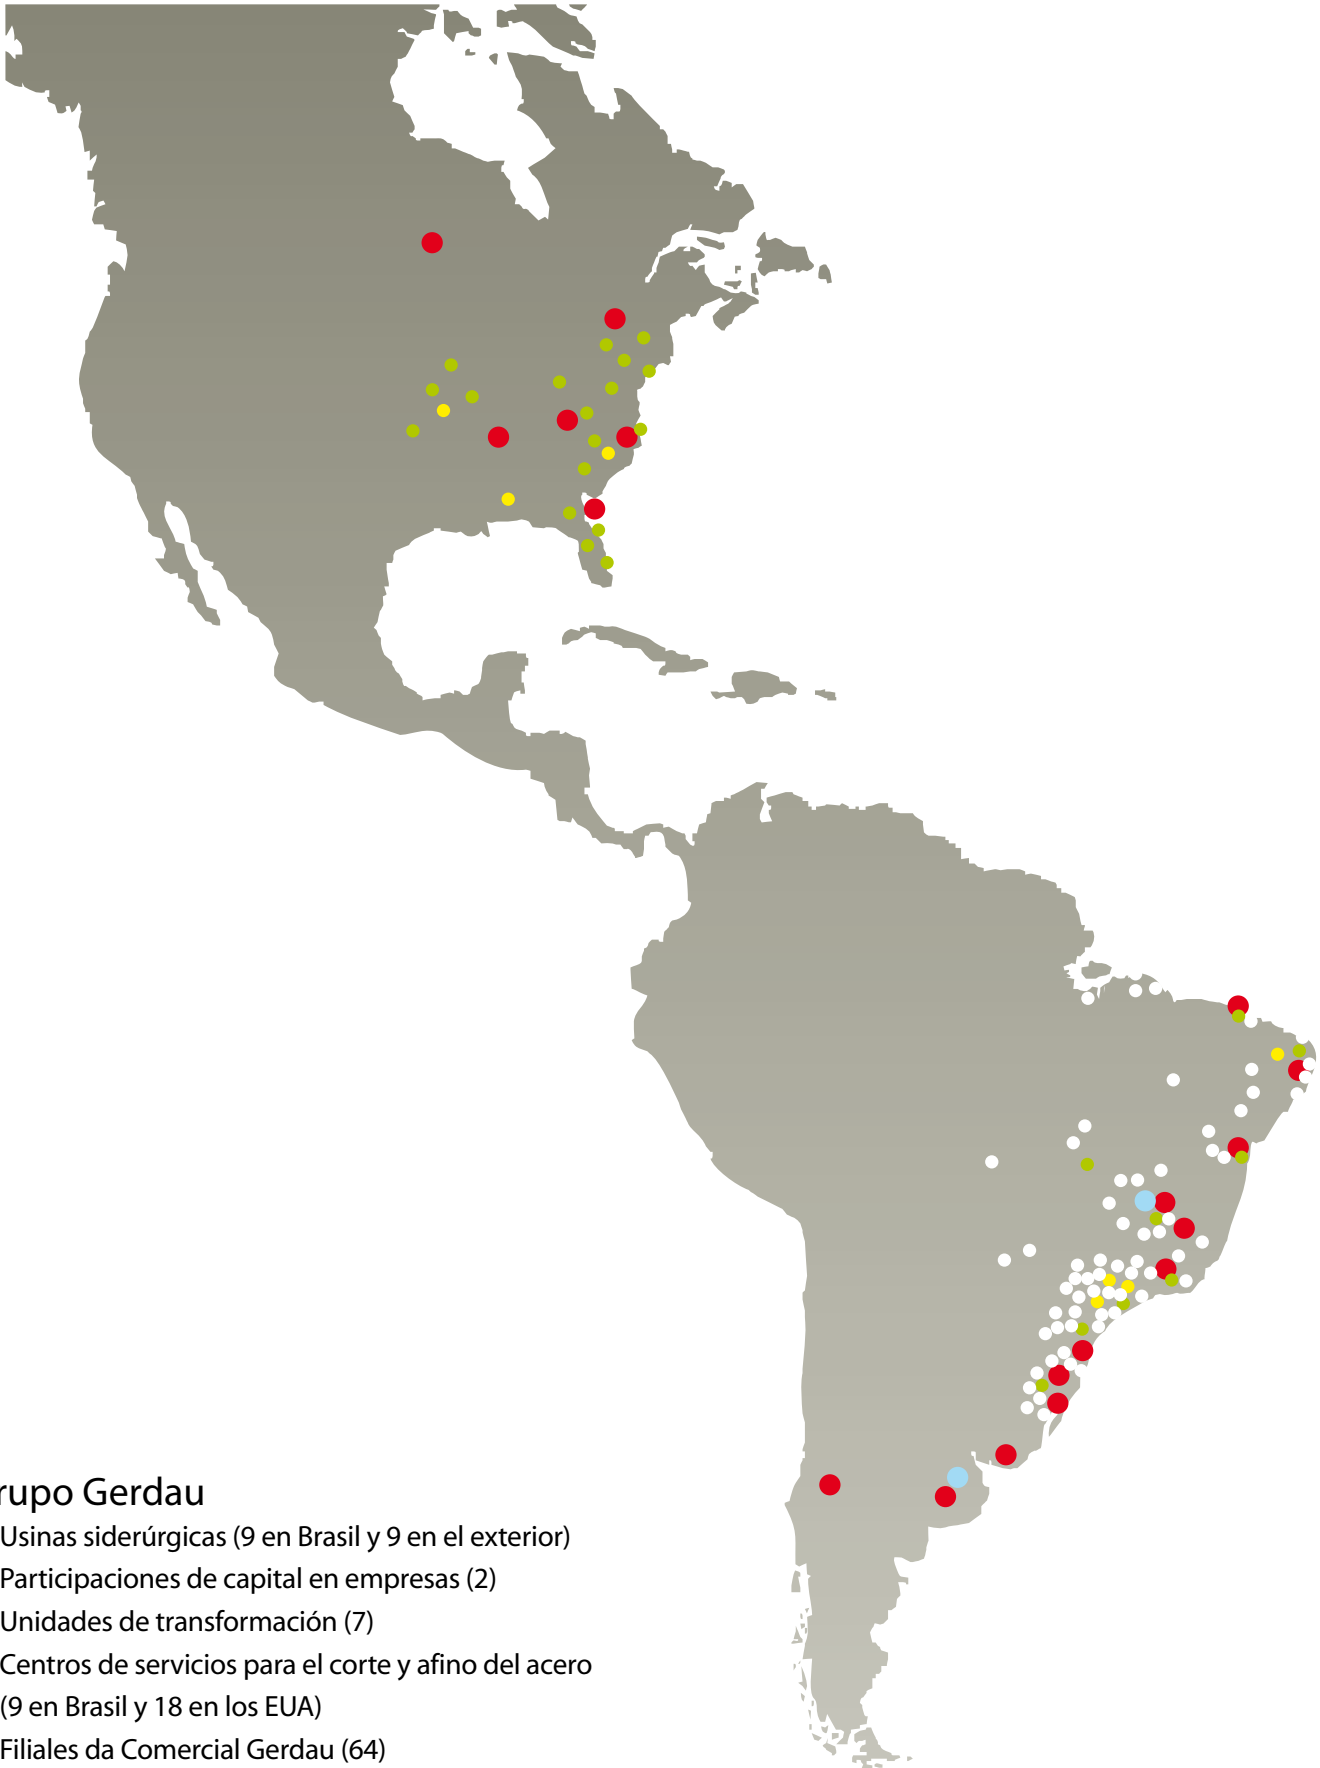 rupo Gerdau
Usinas siderúrgicas (9 en Brasil y 9 en el exterior)
Participaciones de capital en empresas (2)
Unidades de transformación (7)
Centros de servicios para el corte y afino del acero
(9 en Brasil y 18 en los EUA)
Filiales da Comercial Gerdau (64)